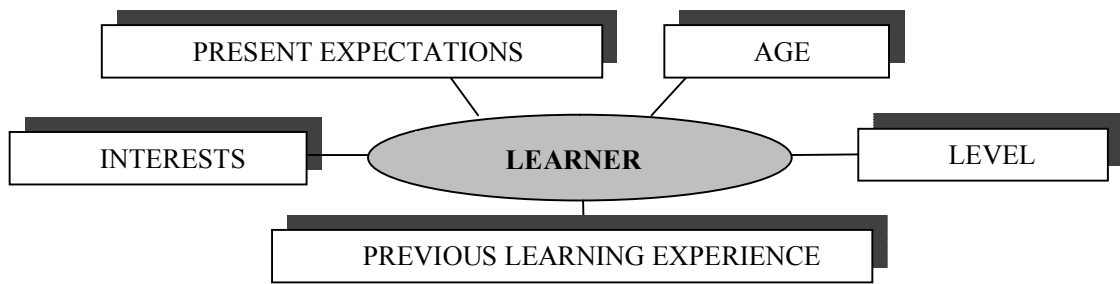 PRESENT EXPECTATIONS
AGE
INTERESTS
LEARNER
LEVEL
PREVIOUS LEARNING EXPERIENCE